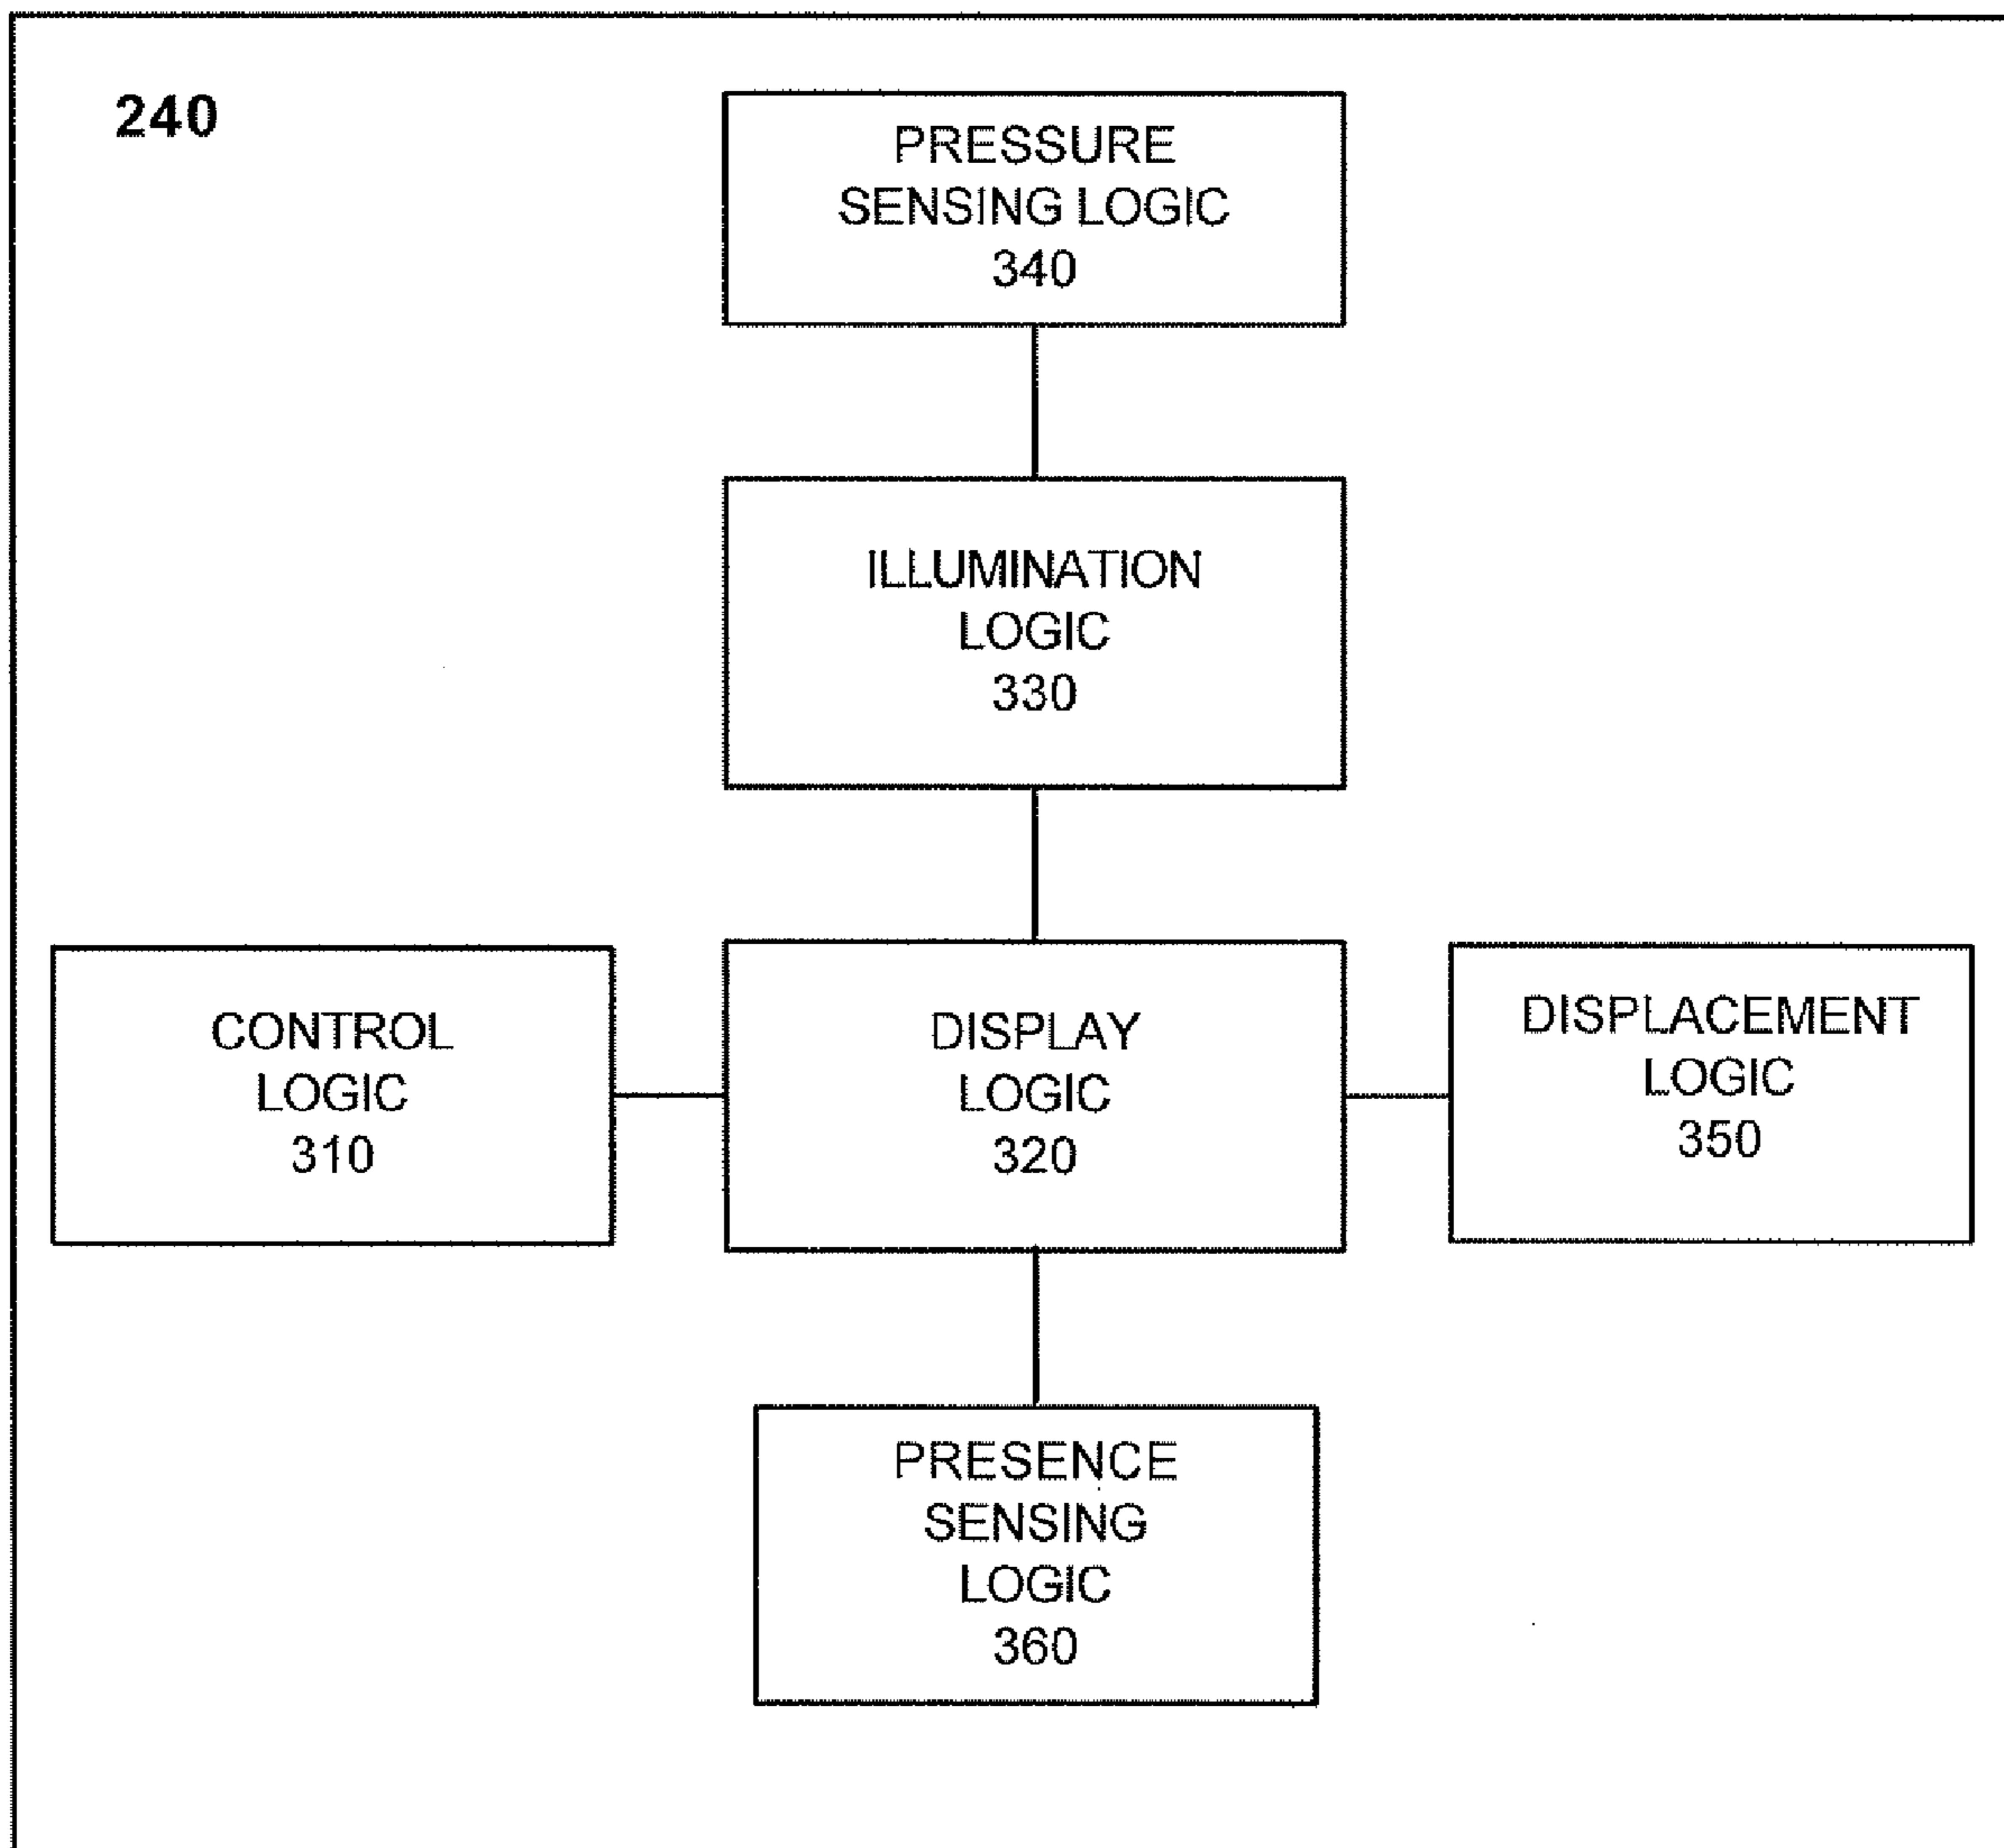 240
PRESSURE
SENSING LOGIC
340
ILLUMINATION
LOGIC
330
CONTROL
LOGIC
310
DISPLAY
LOGIC
320
DISPLACEMENT
LOGIC
350
PRESENCE
SENSING
LOGIC
360